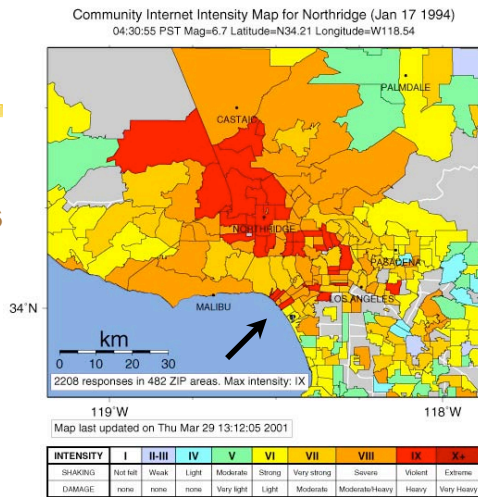 Community Internet Intensity Map for Northridge (Jan 17 1994)
04:30:55 PST Mag=6.7 Latitude=N34.21 Longitude=W118.54
PALMDALE
CASTAIC
NORTHRIDGE
PASADENA
LOS ANGELES
MALIBU
34°N
km
0 10 20 30
2208 responses in 482 ZIP areas. Max intensity: IX
119°W 118°W
Map last updated on Thu Mar 29 13:12:05 2001
INTENSITY I II-III IV V VI VII VIII IX X+
SHAKING Not felt Weak Light Moderate Strong Very strong Severe Violent Extreme
DAMAGE none none none Very light Light Moderate Moderate/Heavy Heavy Very Heavy